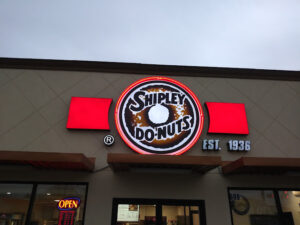 SHIPLEY
DO-NUTS
®
EST. 1936
OPEN